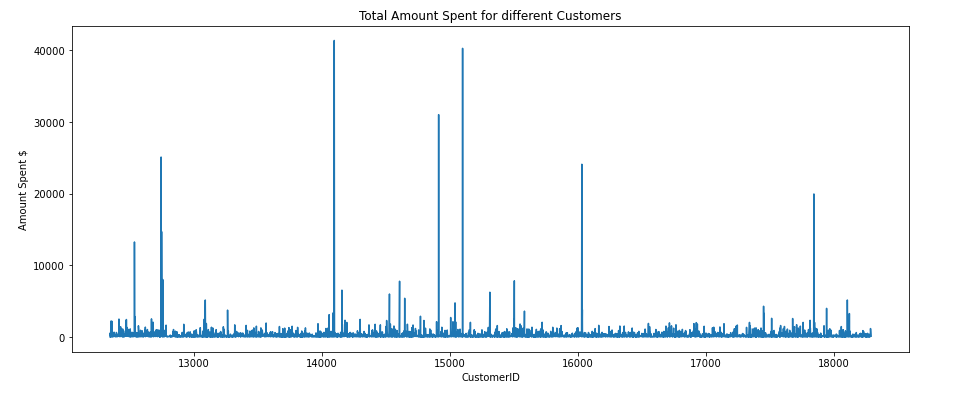 Total Amount Spent for different Customers
40000
30000
20000
10000
0
Amount Spent $
13000 14000 15000 16000 17000 18000
CustomerID